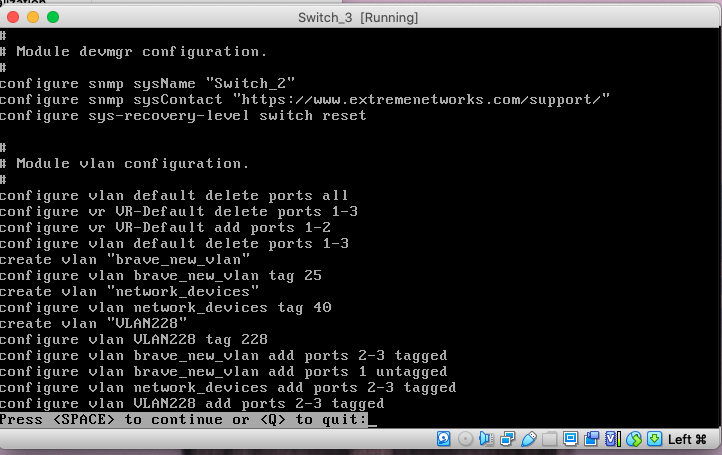 Switch_3 [Running]
#
# Module devmgr configuration.
#
configure snmp sysName "Switch_2"
configure snmp sysContact "https://www.extremenetworks.com/support/"
configure sys-recovery-level switch reset
#
# Module vlan configuration.
#
configure vlan default delete ports all
configure vr VR-Default delete ports 1-3
configure vr VR-Default add ports 1-2
configure vlan default delete ports 1-3
create vlan "brave_new_vlan"
configure vlan brave_new_vlan tag 25
create vlan "network_devices"
configure vlan network_devices tag 40
create vlan "VLAN228"
configure vlan VLAN228 tag 228
configure vlan brave_new_vlan add ports 2-3 tagged
configure vlan brave_new_vlan add ports 1 untagged
configure vlan network_devices add ports 2-3 tagged
configure vlan VLAN228 add ports 2-3 tagged
Press <SPACE> to continue or <Q> to quit:_
Left ⌘